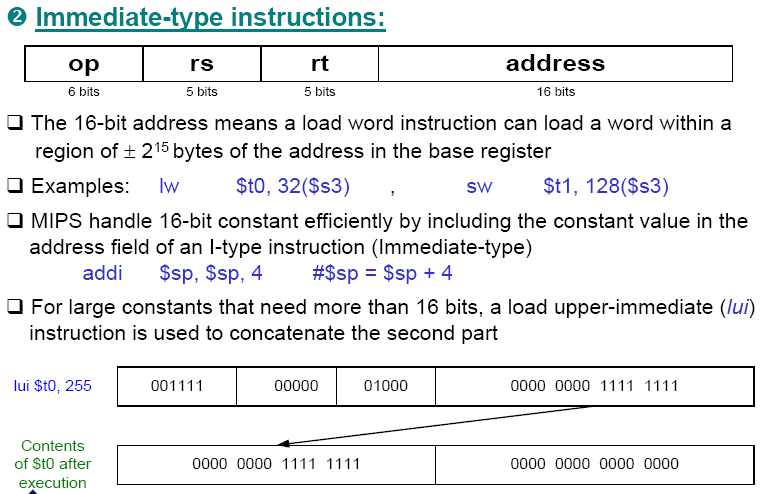 ❷ Immediate-type instructions:
op rs rt address
6 bits 5 bits 5 bits 16 bits
❑ The 16-bit address means a load word instruction can load a word within a
region of ± 2¹⁵ bytes of the address in the base register
❑ Examples: lw $t0, 32($s3) , sw $t1, 128($s3)
❑ MIPS handle 16-bit constant efficiently by including the constant value in the
address field of an I-type instruction (Immediate-type)
addi $sp, $sp, 4 #$sp = $sp + 4
❑ For large constants that need more than 16 bits, a load upper-immediate (lui)
instruction is used to concatenate the second part
lui $t0, 255 001111 00000 01000 0000 0000 1111 1111
Contents
of $t0 after
execution
0000 0000 1111 1111 0000 0000 0000 0000